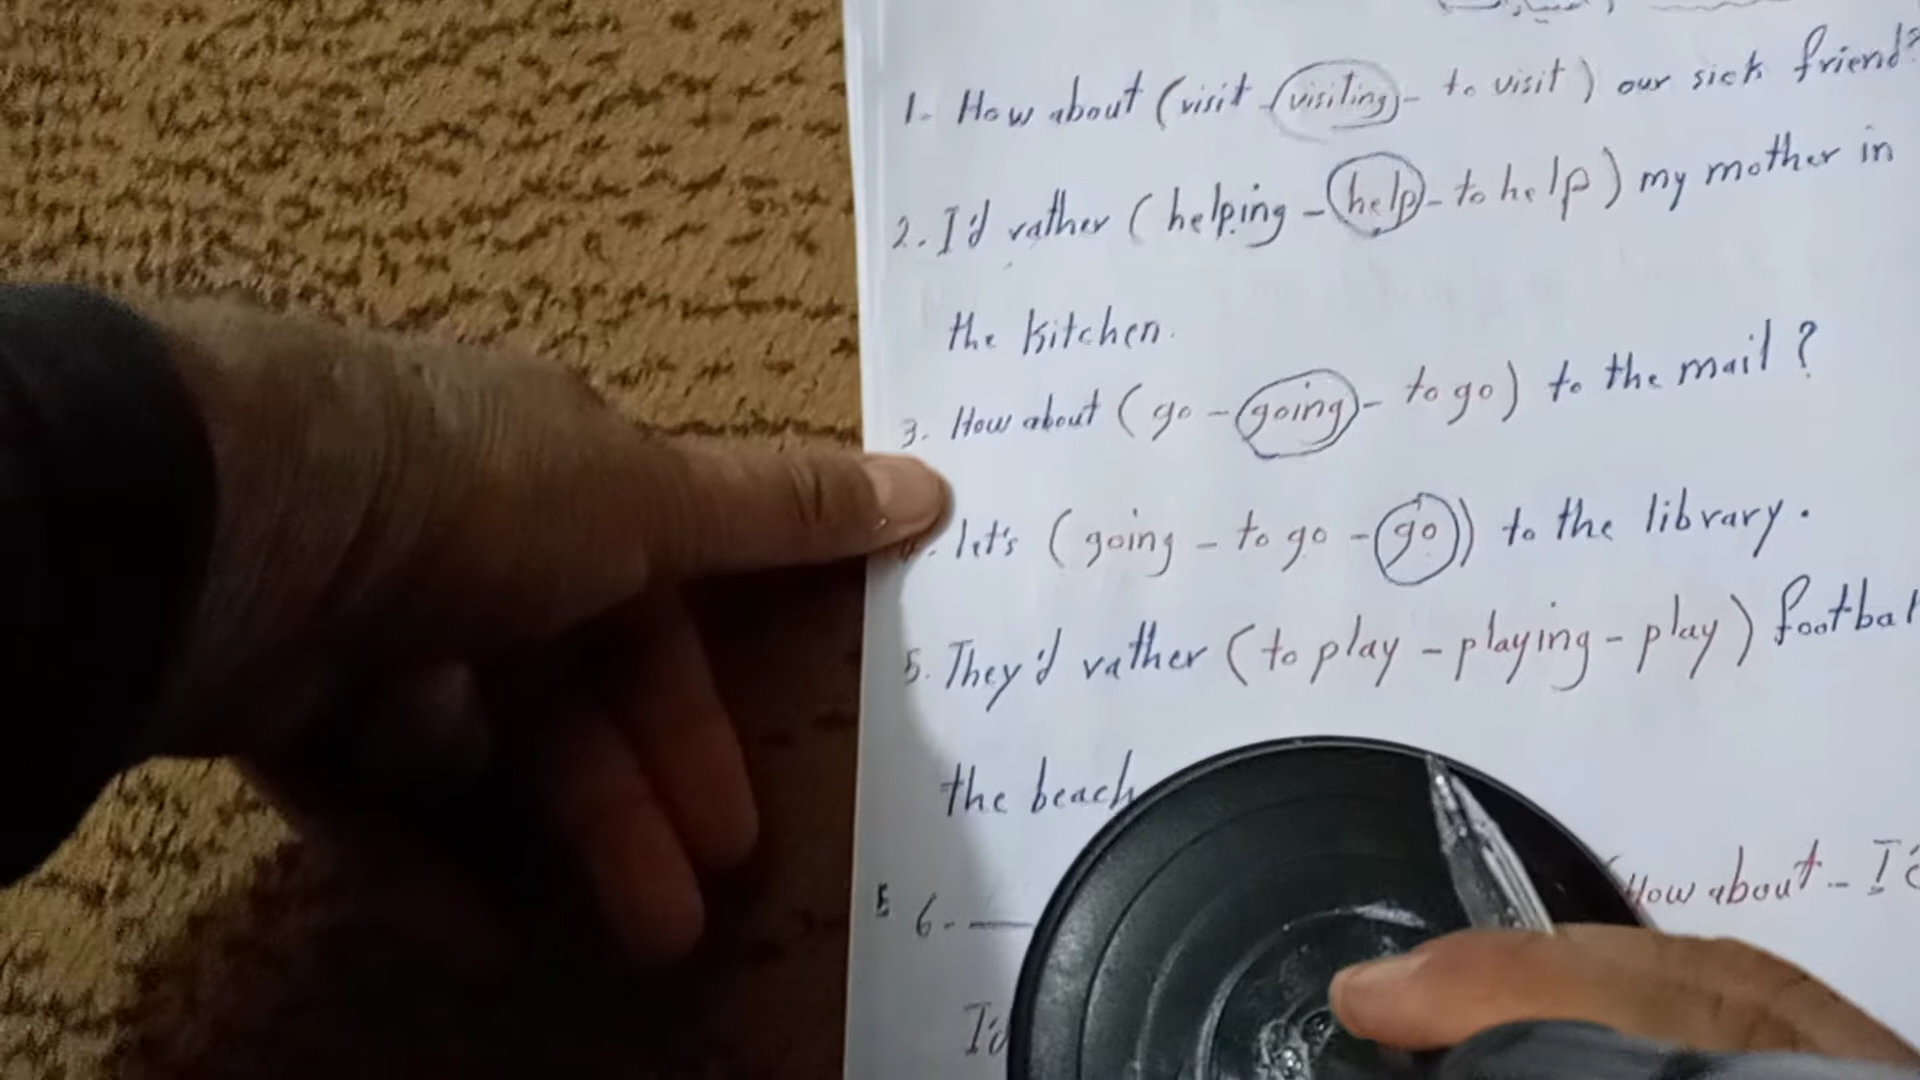 1. How about (visit - visiting - to visit) our sick friend?
2. I'd rather (helping - help - to help) my mother in
the kitchen.
3. How about (go - going - to go) to the mail?
. let's (going - to go - go) to the library.
5. They'd rather (to play - playing - play)
the beach
6-
How about -